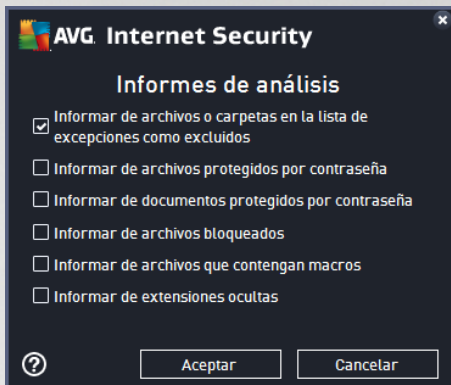 AVG Internet Security
Informes de análisis
Informar de archivos o carpetas en la lista de
excepciones como excluidos
Informar de archivos protegidos por contraseña
Informar de documentos protegidos por contraseña
Informar de archivos bloqueados
Informar de archivos que contengan macros
Informar de extensiones ocultas
?
Aceptar
Cancelar